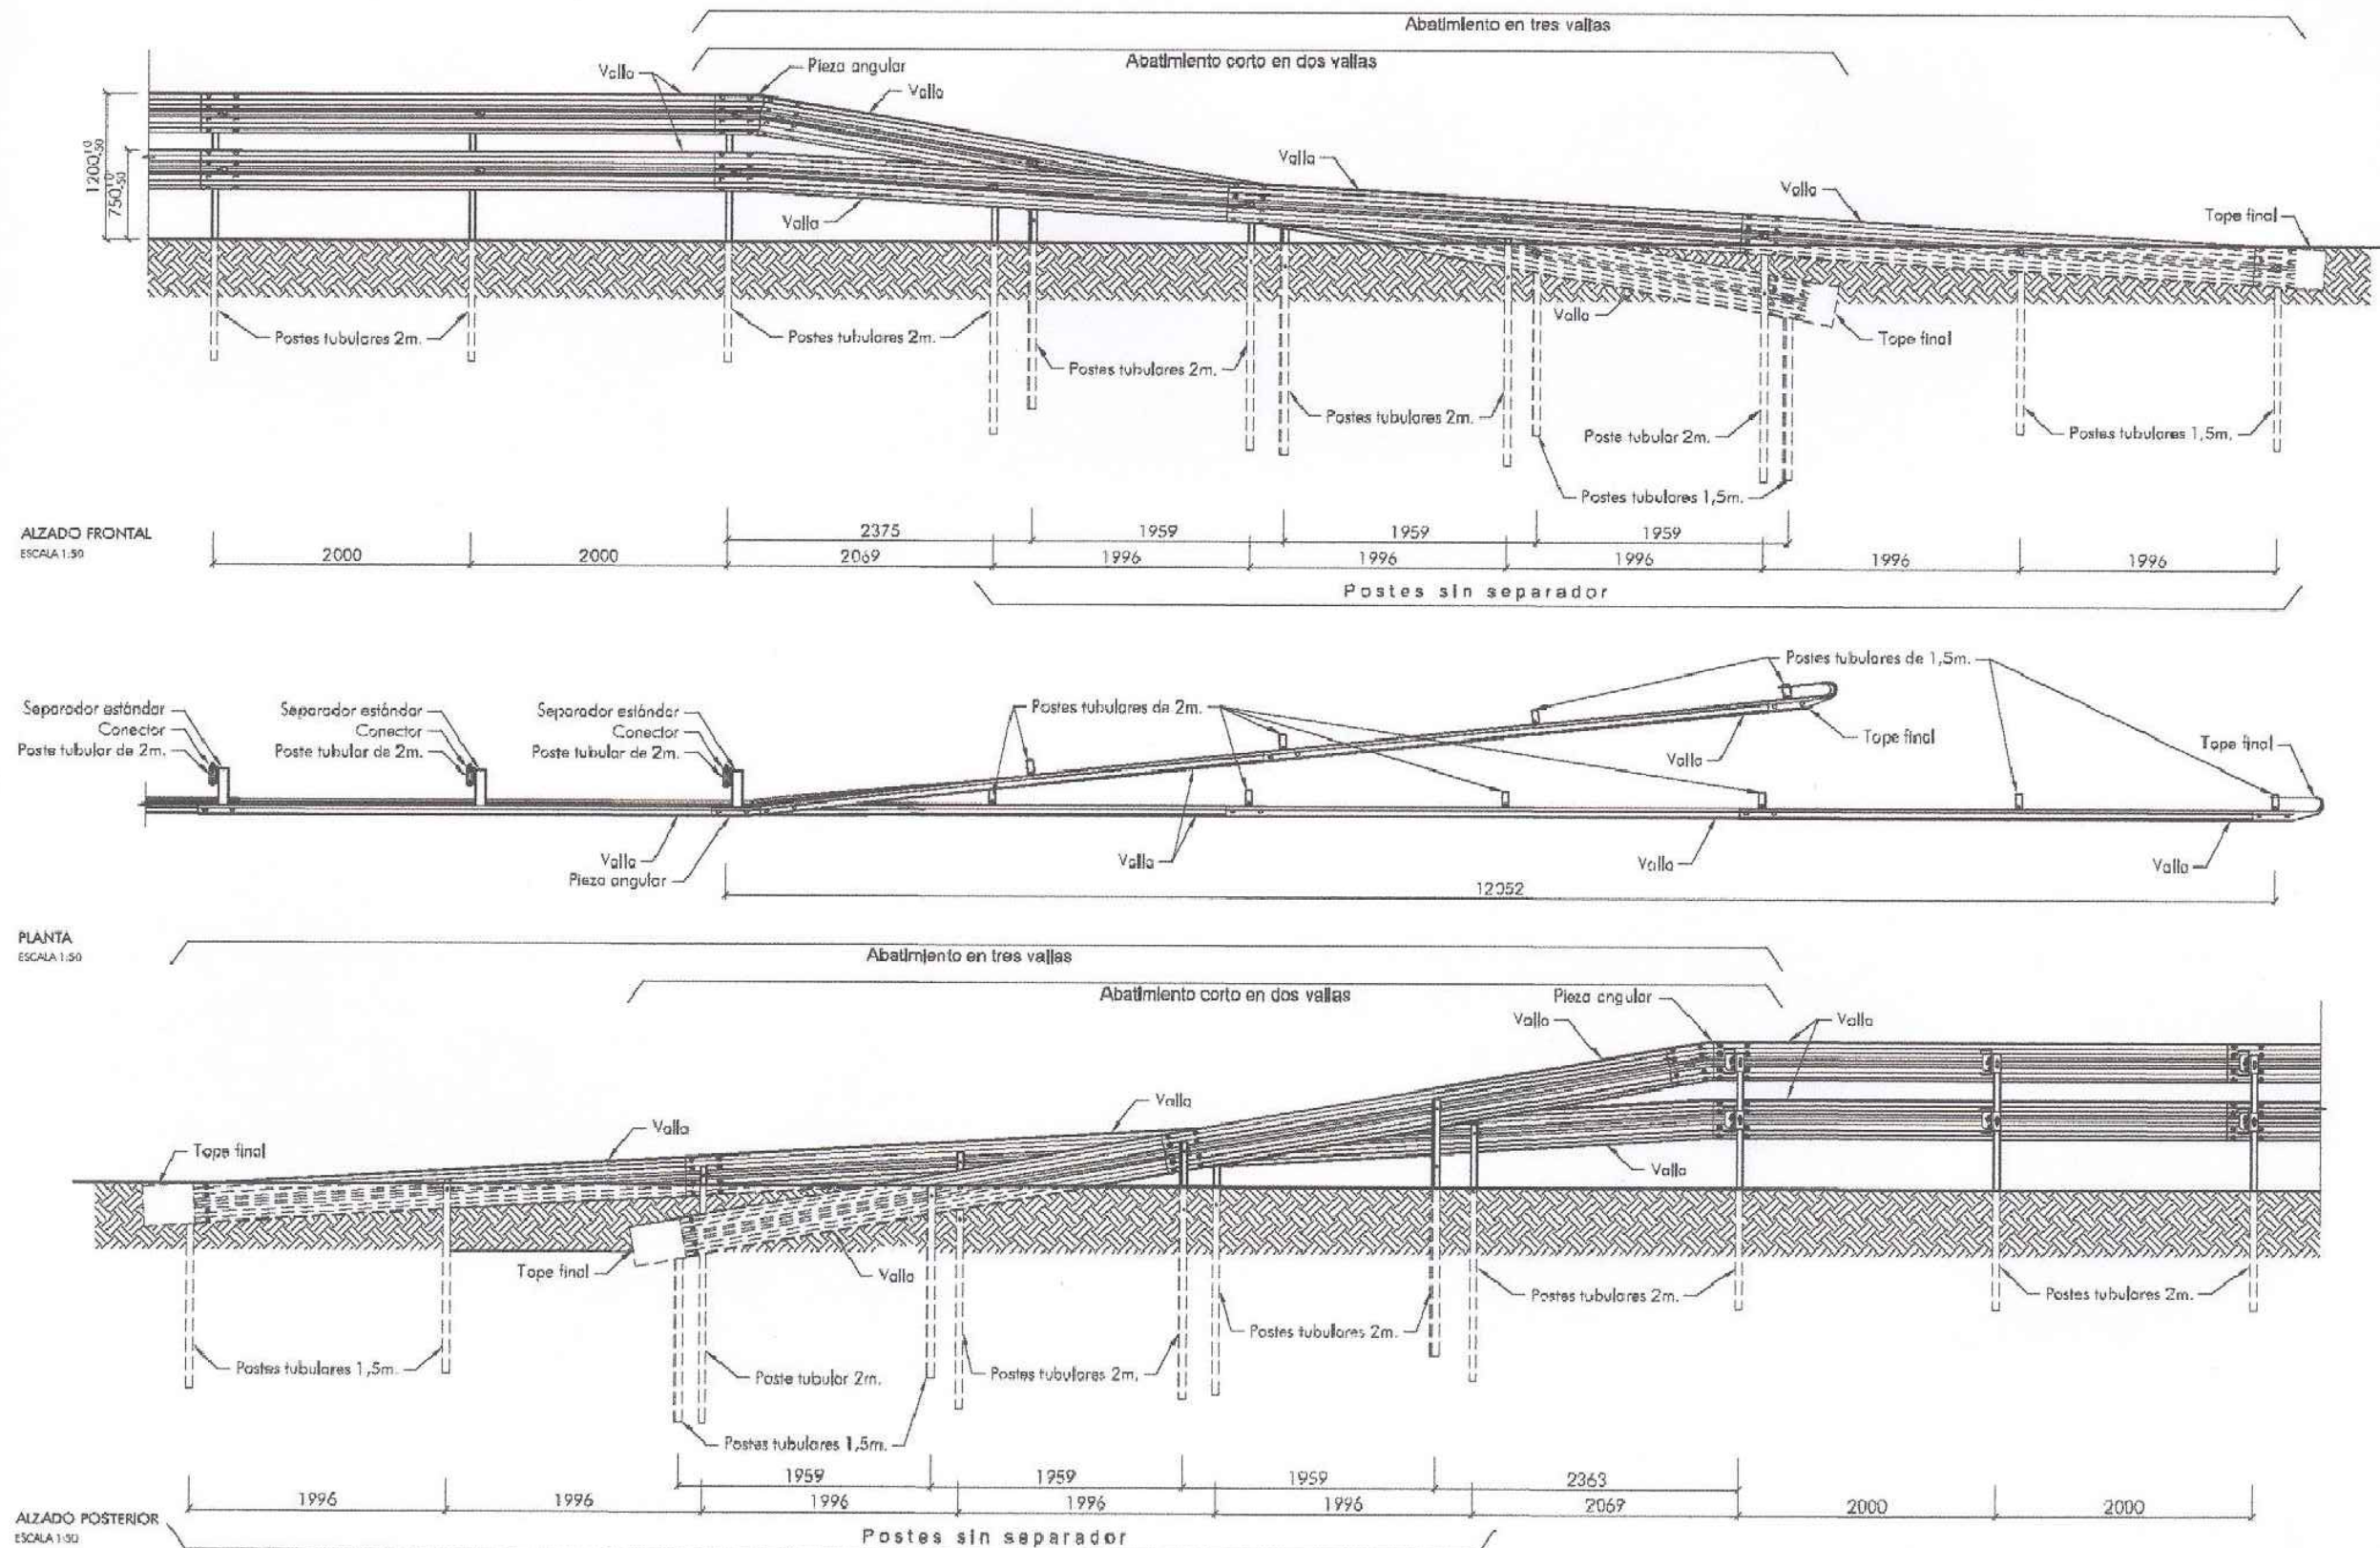 Abatimiento en tres vallas
Abatimiento corto en dos vallas
Valla
Pieza angular
Valla
1200 +0 -50
750 +0 -50
Valla
Valla
Valla
Tope final
Valla
Tope final
Postes tubulares 2m.
Postes tubulares 2m.
Postes tubulares 2m.
Postes tubulares 2m.
Poste tubular 2m.
Postes tubulares 1,5m.
Postes tubulares 1,5m.
ALZADO FRONTAL
ESCALA 1:50
2375
1959
1959
1959
2000
2000
2069
1996
1996
1996
1996
1996
Postes sin separador
Separador estándar
Conector
Poste tubular de 2m.
Separador estándar
Conector
Poste tubular de 2m.
Separador estándar
Conector
Poste tubular de 2m.
Postes tubulares de 2m.
Postes tubulares de 1,5m.
Valla
Tope final
Tope final
Valla
Pieza angular
Valla
Valla
Valla
12052
PLANTA
ESCALA 1:50
Abatimiento en tres vallas
Abatimiento corto en dos vallas
Pieza angular
Valla
Valla
Valla
Valla
Tope final
Valla
Tope final
Valla
Postes tubulares 2m.
Postes tubulares 2m.
Postes tubulares 2m.
Postes tubulares 2m.
Poste tubular 2m.
Postes tubulares 1,5m.
Postes tubulares 1,5m.
1959
1959
1959
2363
1996
1996
1996
1996
1996
2069
2000
2000
ALZADO POSTERIOR
ESCALA 1:50
Postes sin separador